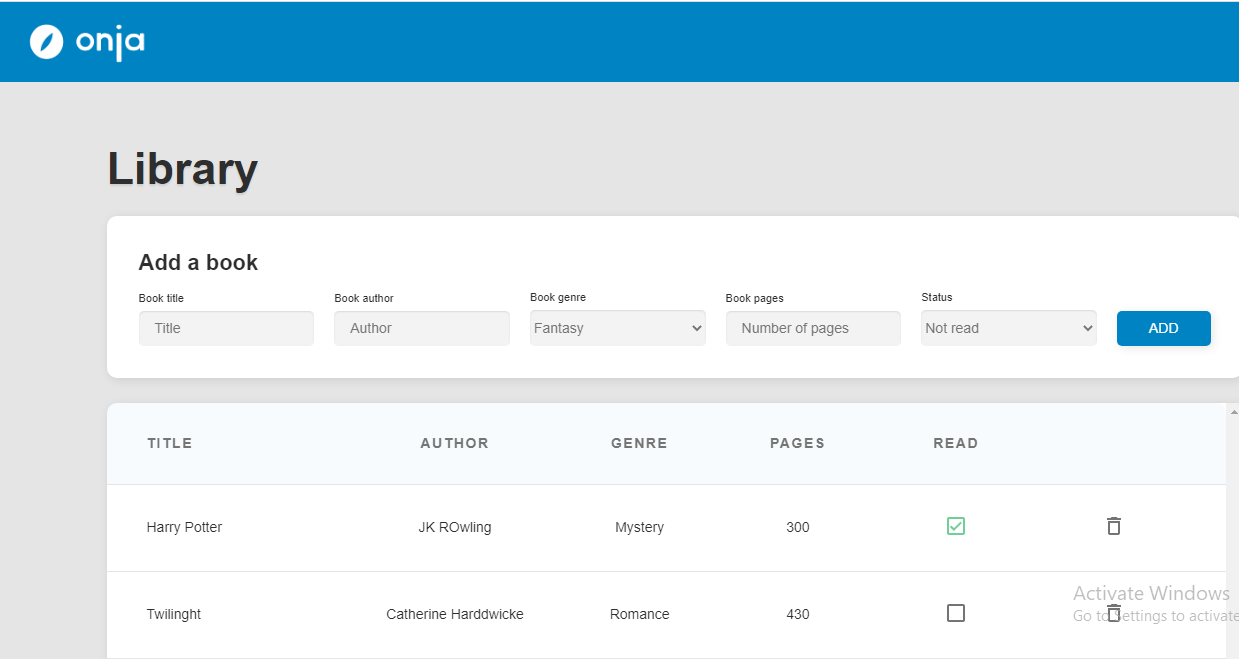 onja
Library
Add a book
Book title Book author Book genre Book pages Status
Title Author Fantasy Number of pages Not read ADD
TITLE AUTHOR GENRE PAGES READ
Harry Potter JK ROwling Mystery 300
Twilinght Catherine Harddwicke Romance 430
Activate Windows
Go to Settings to activate